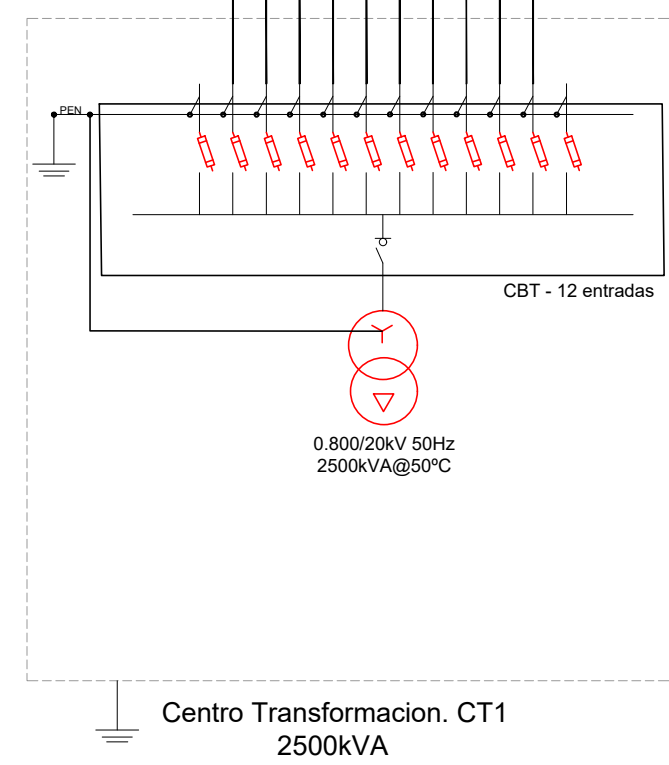 PEN
CBT - 12 entradas
0.800/20kV 50Hz
2500kVA@50ºC
Centro Transformacion. CT1
2500kVA